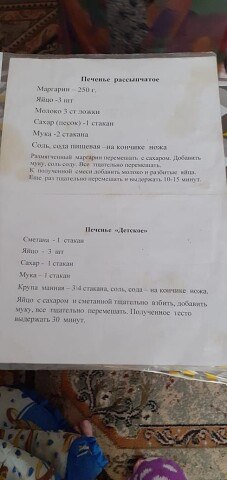 Печенье рассыпчатое
Маргарин – 250 г.
Яйцо -3 шт
Молоко 3 ст ложки
Сахар (песок) -1 стакан
Мука -2 стакана
Соль, сода пищевая – на кончике ножа
Размягченный маргарин перемешать с сахаром. Добавить
муку, соль соду. Все тщательно перемешать.
К полученной смеси добавить молоко и разбитые яйца.
Еще раз тщательно перемешать и выдержать 10-15 минут.
Печенье «Детское»
Сметана – 1 стакан
Яйцо – 3 шт
Сахар – 1 стакан
Мука – 1 стакан
Крупа манная – 3/4 стакана, соль, сода – на кончике ножа.
Яйцо с сахаром и сметанной тщательно взбить, добавить
муку, все тщательно перемешать. Полученное тесто
выдержать 30 минут.